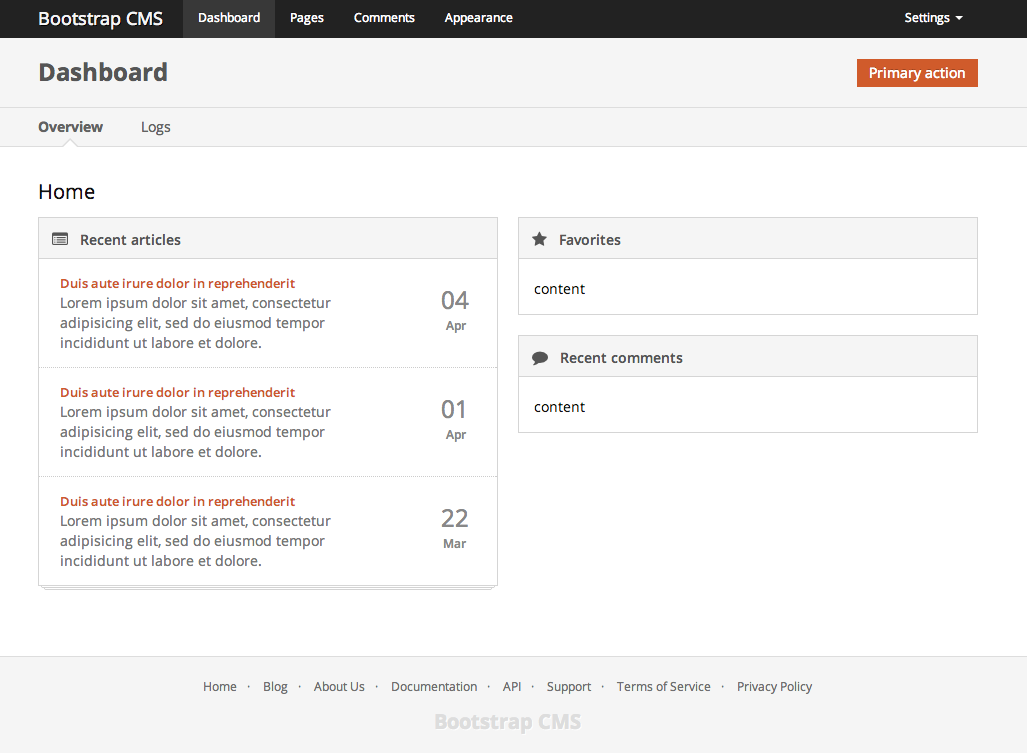 Bootstrap CMS Dashboard Pages Comments Appearance Settings
Dashboard
Primary action
Overview Logs
Home
Recent articles
Duis aute irure dolor in reprehenderit
Lorem ipsum dolor sit amet, consectetur
adipisicing elit, sed do eiusmod tempor
incididunt ut labore et dolore.
04
Apr
Duis aute irure dolor in reprehenderit
Lorem ipsum dolor sit amet, consectetur
adipisicing elit, sed do eiusmod tempor
incididunt ut labore et dolore.
01
Apr
Duis aute irure dolor in reprehenderit
Lorem ipsum dolor sit amet, consectetur
adipisicing elit, sed do eiusmod tempor
incididunt ut labore et dolore.
22
Mar
Favorites
content
Recent comments
content
Home · Blog · About Us · Documentation · API · Support · Terms of Service · Privacy Policy
Bootstrap CMS